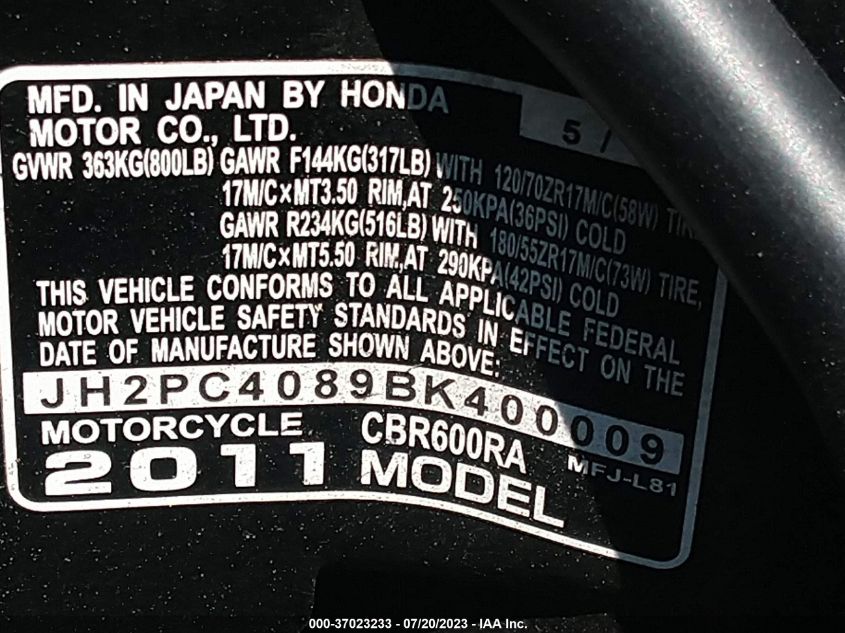 MFD. IN JAPAN BY HONDA
MOTOR CO., LTD.
5 /
GVWR 363KG(800LB) GAWR F144KG(317LB) WITH 120/70ZR17M/C(58W) TIRE
17M/C×MT3.50 RIM,AT 250KPA(36PSI) COLD
GAWR R234KG(516LB) WITH 180/55ZR17M/C(73W) TIRE,
17M/C×MT5.50 RIM,AT 290KPA(42PSI) COLD
THIS VEHICLE CONFORMS TO ALL APPLICABLE FEDERAL
MOTOR VEHICLE SAFETY STANDARDS IN EFFECT ON THE
DATE OF MANUFACTURE SHOWN ABOVE:
JH2PC4089BK400009
MOTORCYCLE CBR600RA MFJ-L81
2011 MODEL
000-37023233 - 07/20/2023 - IAA Inc.